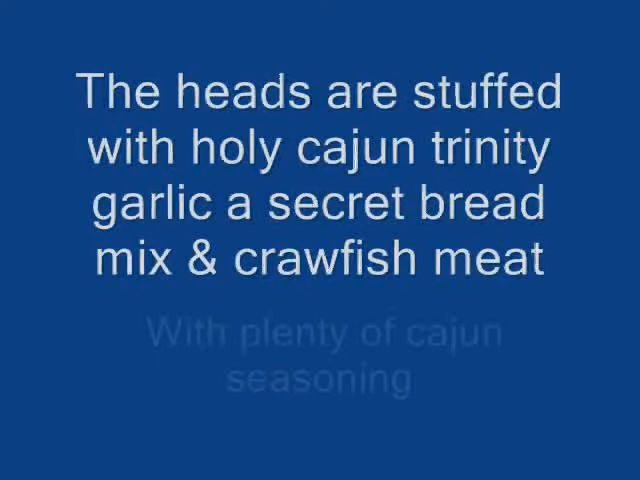 The heads are stuffed
with holy cajun trinity
garlic a secret bread
mix & crawfish meat
With plenty of cajun
seasoning